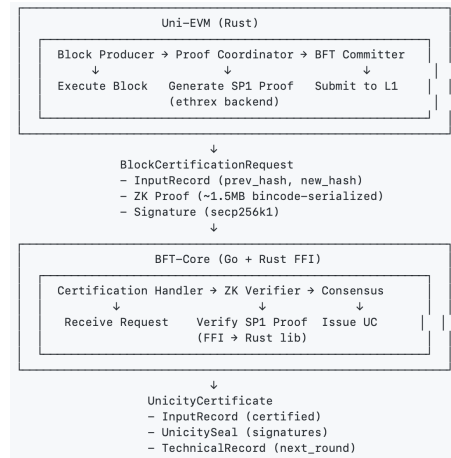 Uni-EVM (Rust)
Block Producer → Proof Coordinator → BFT Committer
↓ ↓ ↓
Execute Block Generate SP1 Proof Submit to L1
(ethrex backend)
↓
BlockCertificationRequest
- InputRecord (prev_hash, new_hash)
- ZK Proof (~1.5MB bincode-serialized)
- Signature (secp256k1)
↓
BFT-Core (Go + Rust FFI)
Certification Handler → ZK Verifier → Consensus
↓ ↓ ↓
Receive Request Verify SP1 Proof Issue UC
(FFI → Rust lib)
↓
UnicityCertificate
- InputRecord (certified)
- UnicitySeal (signatures)
- TechnicalRecord (next_round)